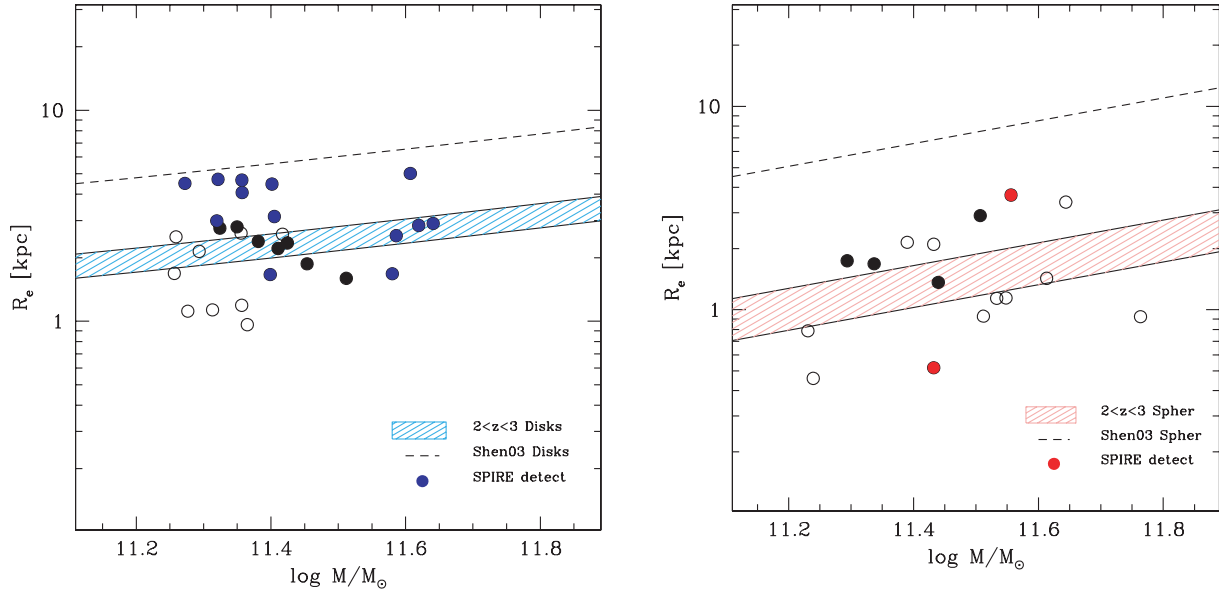 10
1
R_e [kpc]
2<z<3 Disks
Shen03 Disks
SPIRE detect
11.2 11.4 11.6 11.8
log M/M_⊙
10
1
R_e [kpc]
2<z<3 Spher
Shen03 Spher
SPIRE detect
11.2 11.4 11.6 11.8
log M/M_⊙